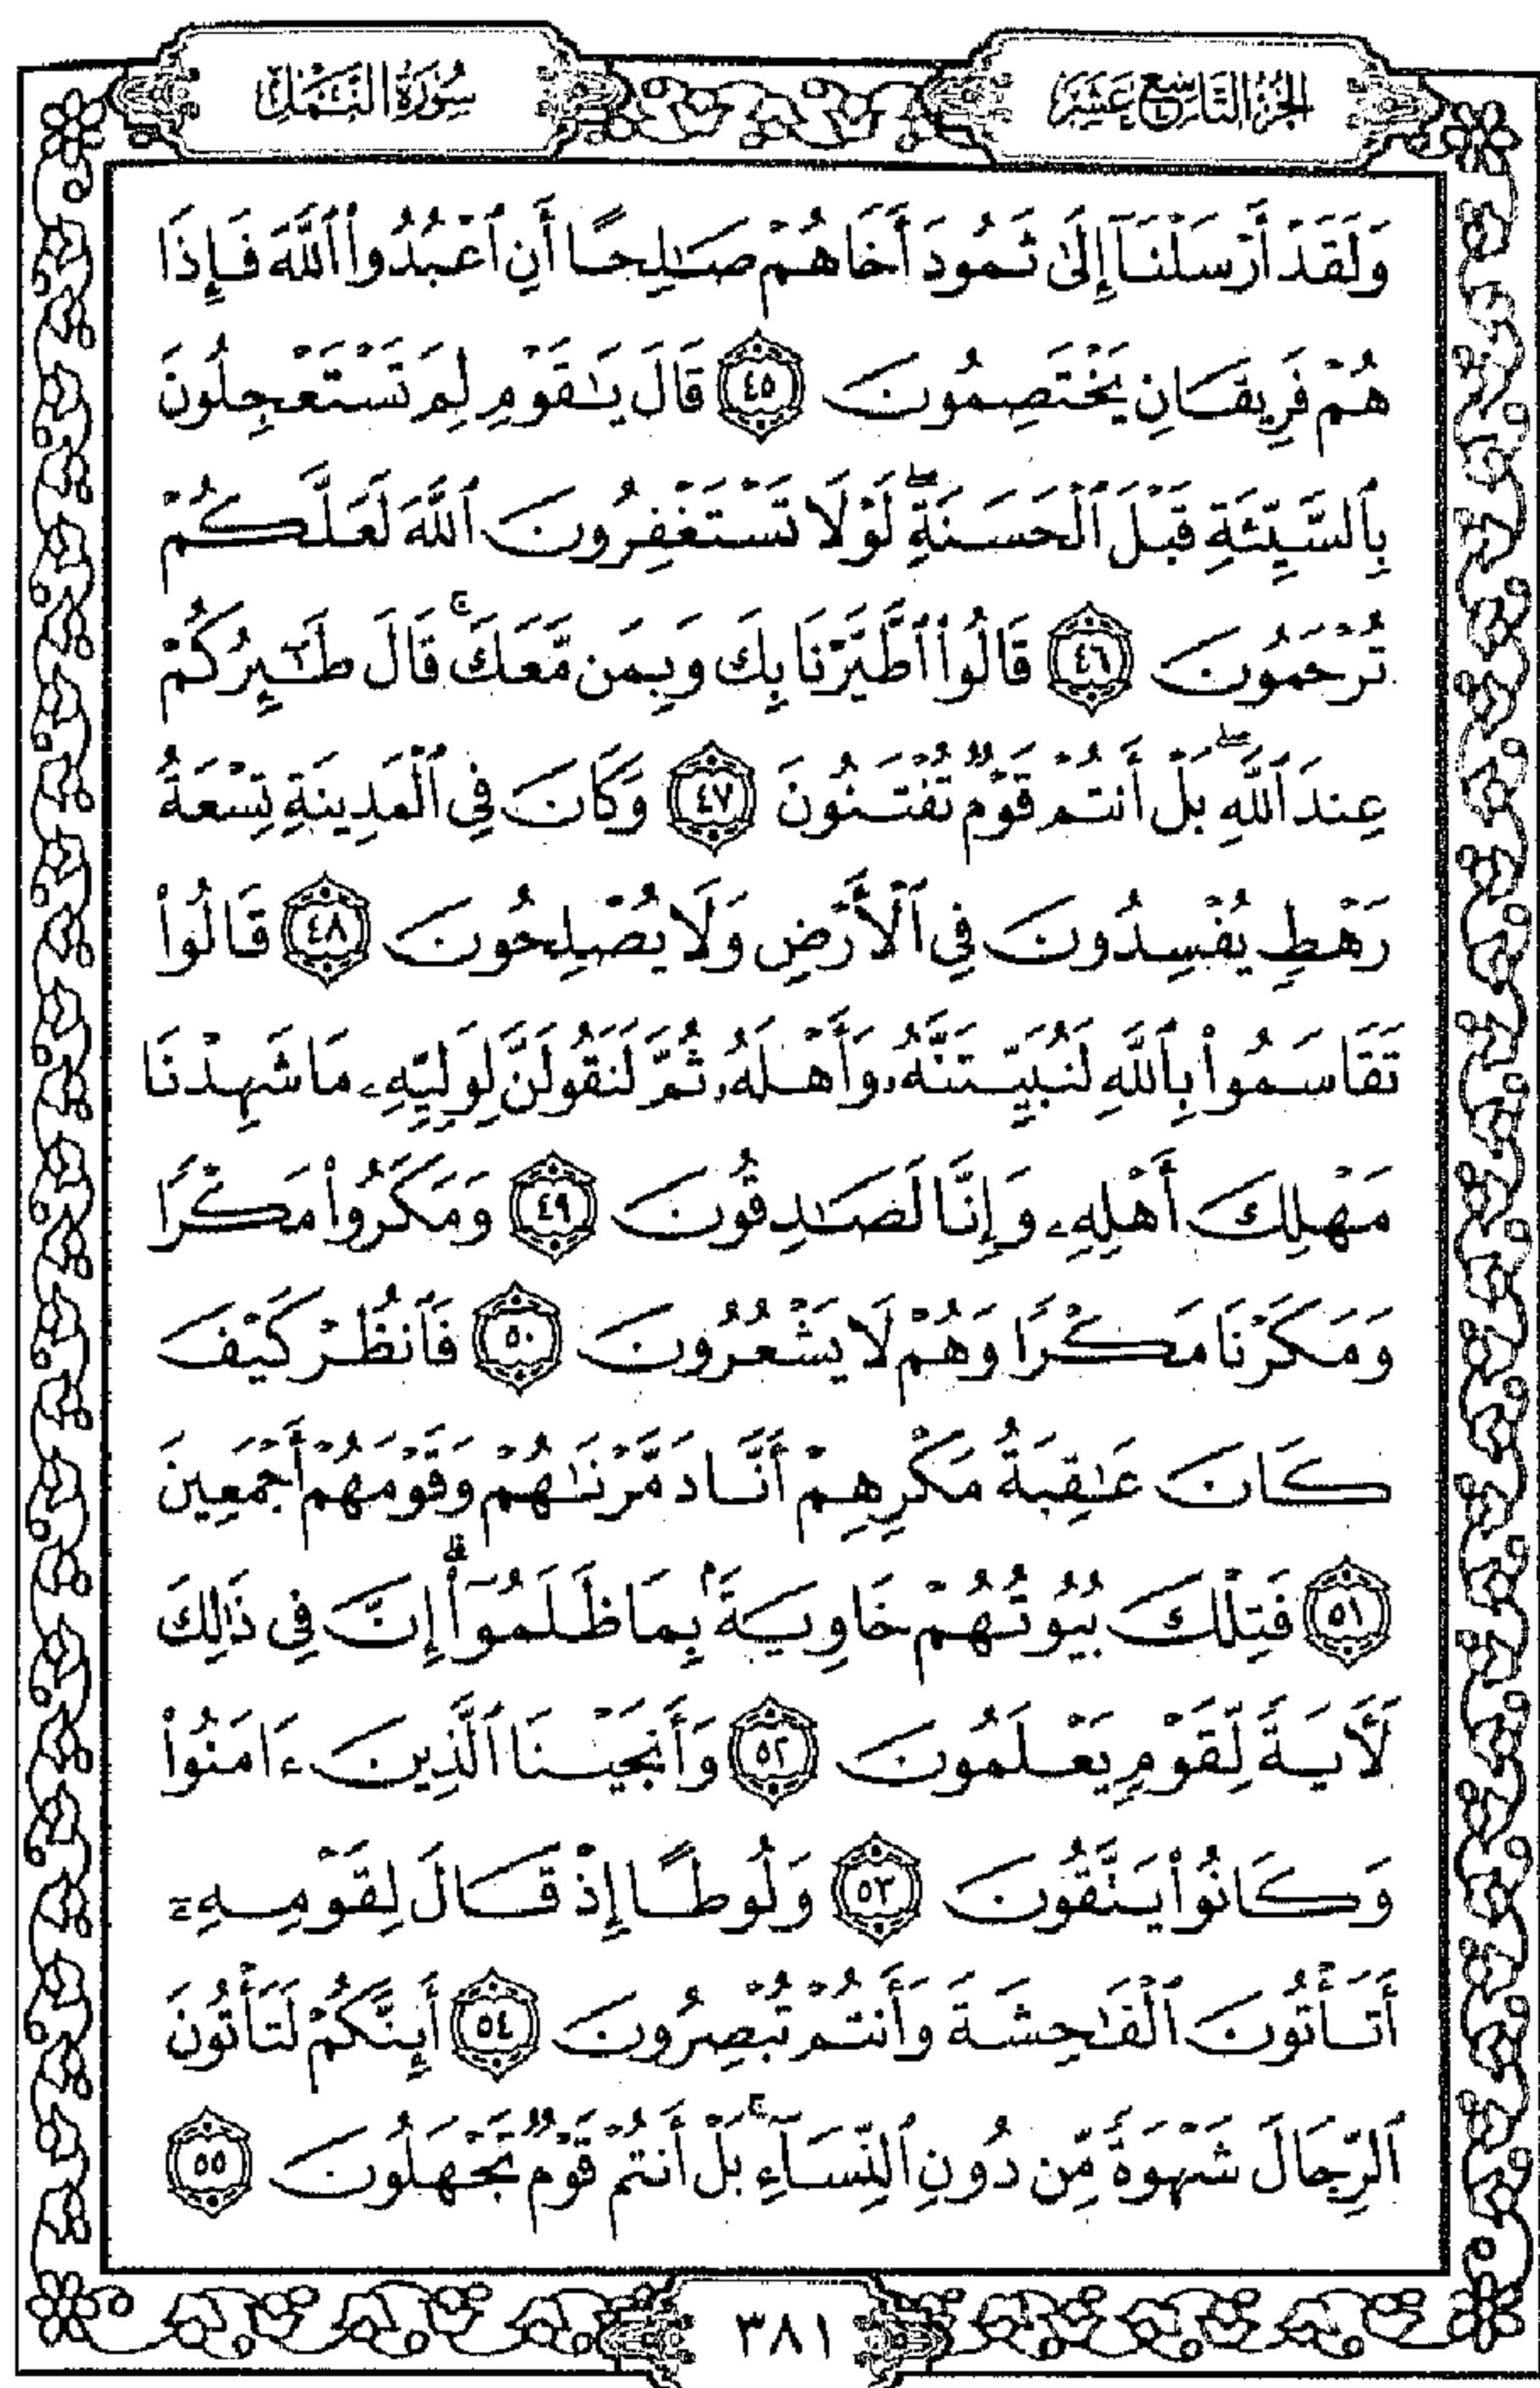 الجزء التاسع عشر
سورة النمل
وَلَقَدْ أَرْسَلْنَآ إِلَىٰ ثَمُودَ أَخَاهُمْ صَـٰلِحًا أَنِ ٱعْبُدُوا۟ ٱللَّهَ فَإِذَا
هُمْ فَرِيقَانِ يَخْتَصِمُونَ ٤٥ قَالَ يَـٰقَوْمِ لِمَ تَسْتَعْجِلُونَ
بِٱلسَّيِّئَةِ قَبْلَ ٱلْحَسَنَةِ ۖ لَوْلَا تَسْتَغْفِرُونَ ٱللَّهَ لَعَلَّكُمْ
تُرْحَمُونَ ٤٦ قَالُوا۟ ٱطَّيَّرْنَا بِكَ وَبِمَن مَّعَكَ ۚ قَالَ طَـٰٓئِرُكُمْ
عِندَ ٱللَّهِ ۖ بَلْ أَنتُمْ قَوْمٌ تُفْتَنُونَ ٤٧ وَكَانَ فِى ٱلْمَدِينَةِ تِسْعَةُ
رَهْطٍ يُفْسِدُونَ فِى ٱلْأَرْضِ وَلَا يُصْلِحُونَ ٤٨ قَالُوا۟
تَقَاسَمُوا۟ بِٱللَّهِ لَنُبَيِّتَنَّهُۥ وَأَهْلَهُۥ ثُمَّ لَنَقُولَنَّ لِوَلِيِّهِۦ مَا شَهِدْنَا
مَهْلِكَ أَهْلِهِۦ وَإِنَّا لَصَـٰدِقُونَ ٤٩ وَمَكَرُوا۟ مَكْرًا
وَمَكَرْنَا مَكْرًا وَهُمْ لَا يَشْعُرُونَ ٥٠ فَٱنظُرْ كَيْفَ
كَانَ عَـٰقِبَةُ مَكْرِهِمْ أَنَّا دَمَّرْنَـٰهُمْ وَقَوْمَهُمْ أَجْمَعِينَ
٥١ فَتِلْكَ بُيُوتُهُمْ خَاوِيَةًۢ بِمَا ظَلَمُوٓا۟ ۗ إِنَّ فِى ذَٰلِكَ
لَـَٔايَةً لِّقَوْمٍ يَعْلَمُونَ ٥٢ وَأَنجَيْنَا ٱلَّذِينَ ءَامَنُوا۟
وَكَانُوا۟ يَتَّقُونَ ٥٣ وَلُوطًا إِذْ قَالَ لِقَوْمِهِۦٓ
أَتَأْتُونَ ٱلْفَـٰحِشَةَ وَأَنتُمْ تُبْصِرُونَ ٥٤ أَئِنَّكُمْ لَتَأْتُونَ
ٱلرِّجَالَ شَهْوَةً مِّن دُونِ ٱلنِّسَآءِ ۚ بَلْ أَنتُمْ قَوْمٌ تَجْهَلُونَ ٥٥
٣٨١